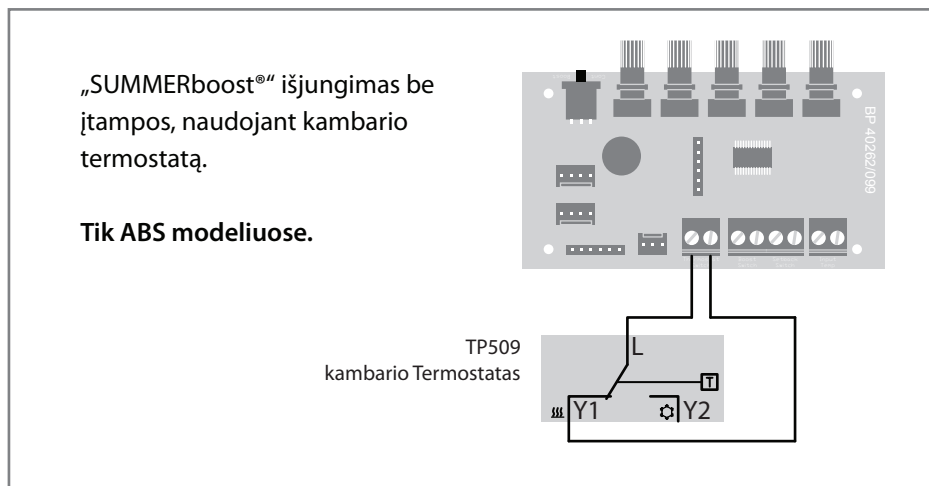 „SUMMERboost®“ išjungimas be
įtampos, naudojant kambario
termostatą.
Tik ABS modeliuose.
BP 40262/099
TP509
kambario Termostatas
L
T
Y1
Y2